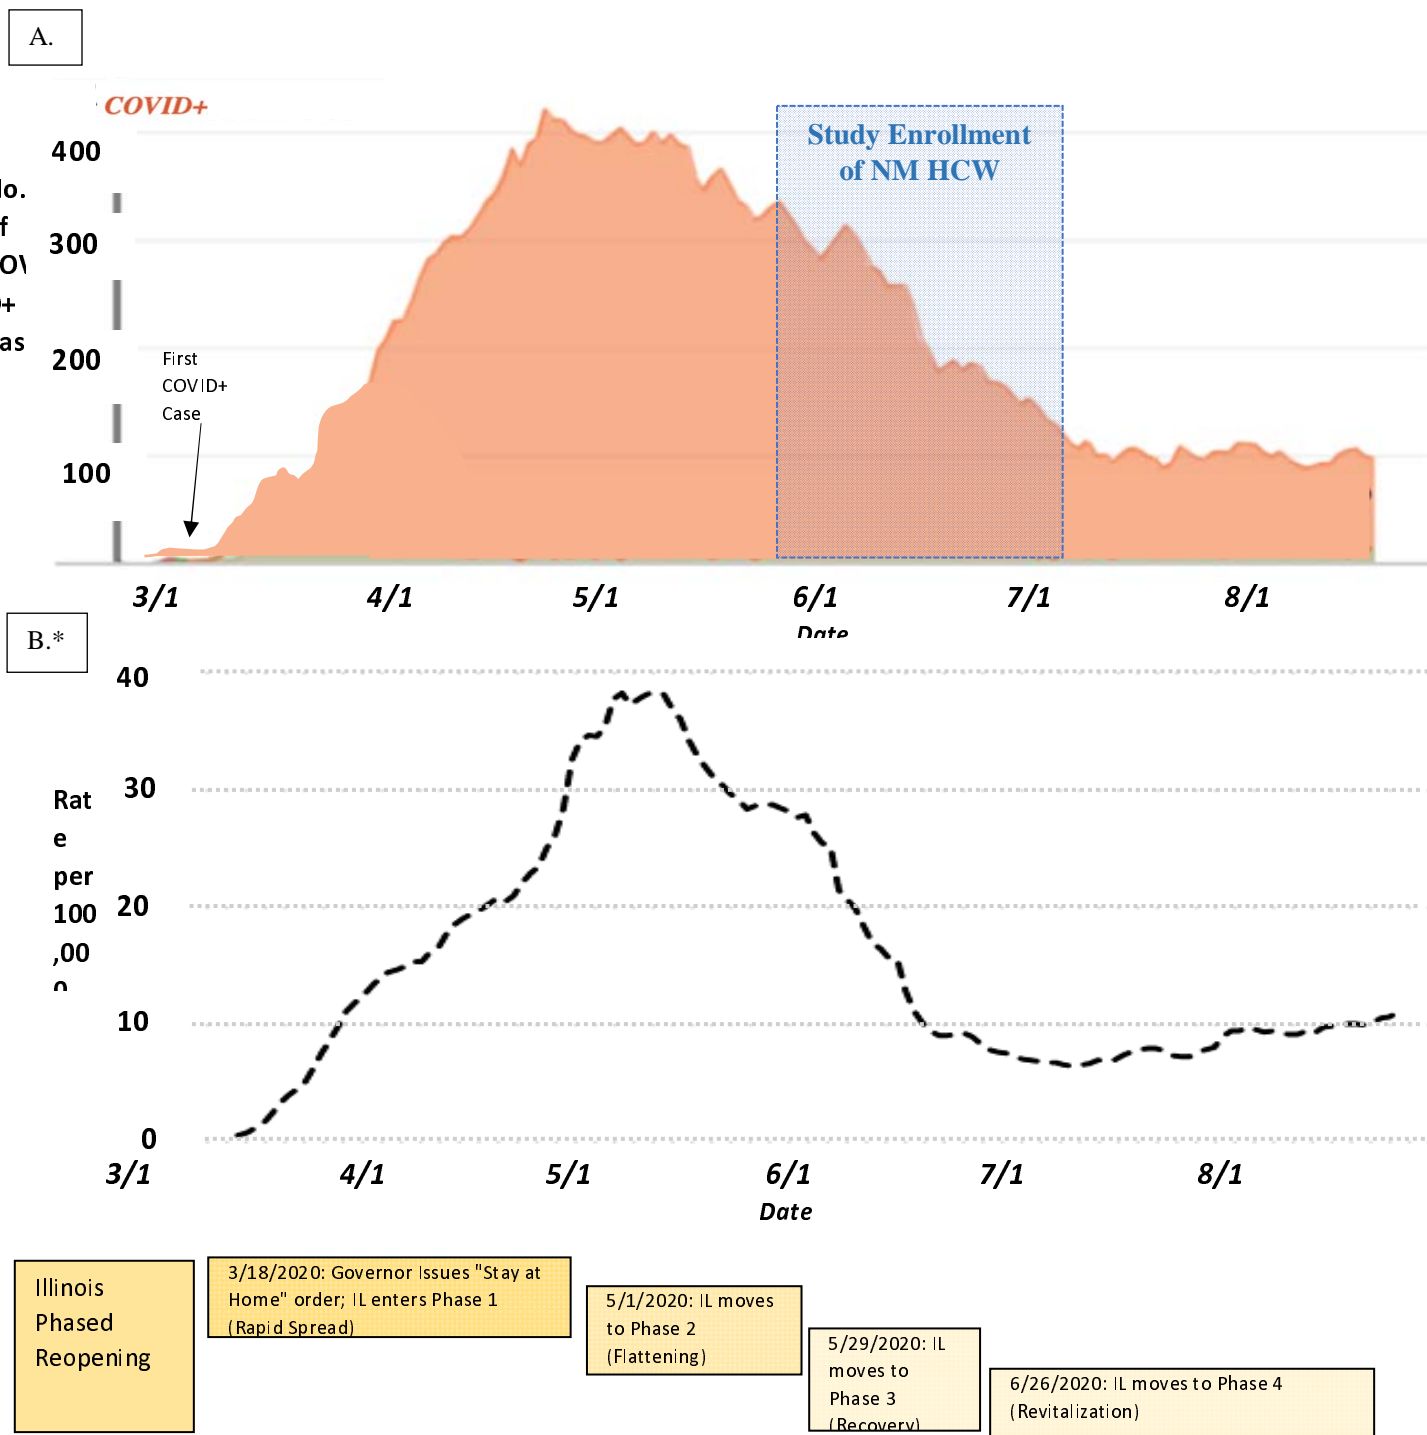 A.
COVID+
Study Enrollment
of NM HCW
400
300
200
100
First
COVID+
Case
3/1 4/1 5/1 6/1 7/1 8/1
Date
B.*
40
30
20
10
0
Rat
e
per
100
,00
0
3/1 4/1 5/1 6/1 7/1 8/1
Date
Illinois
Phased
Reopening
3/18/2020: Governor Issues "Stay at
Home" order; IL enters Phase 1
(Rapid Spread)
5/1/2020: IL moves
to Phase 2
(Flattening)
5/29/2020: IL
moves to
Phase 3
(Recovery)
6/26/2020: IL moves to Phase 4
(Revitalization)